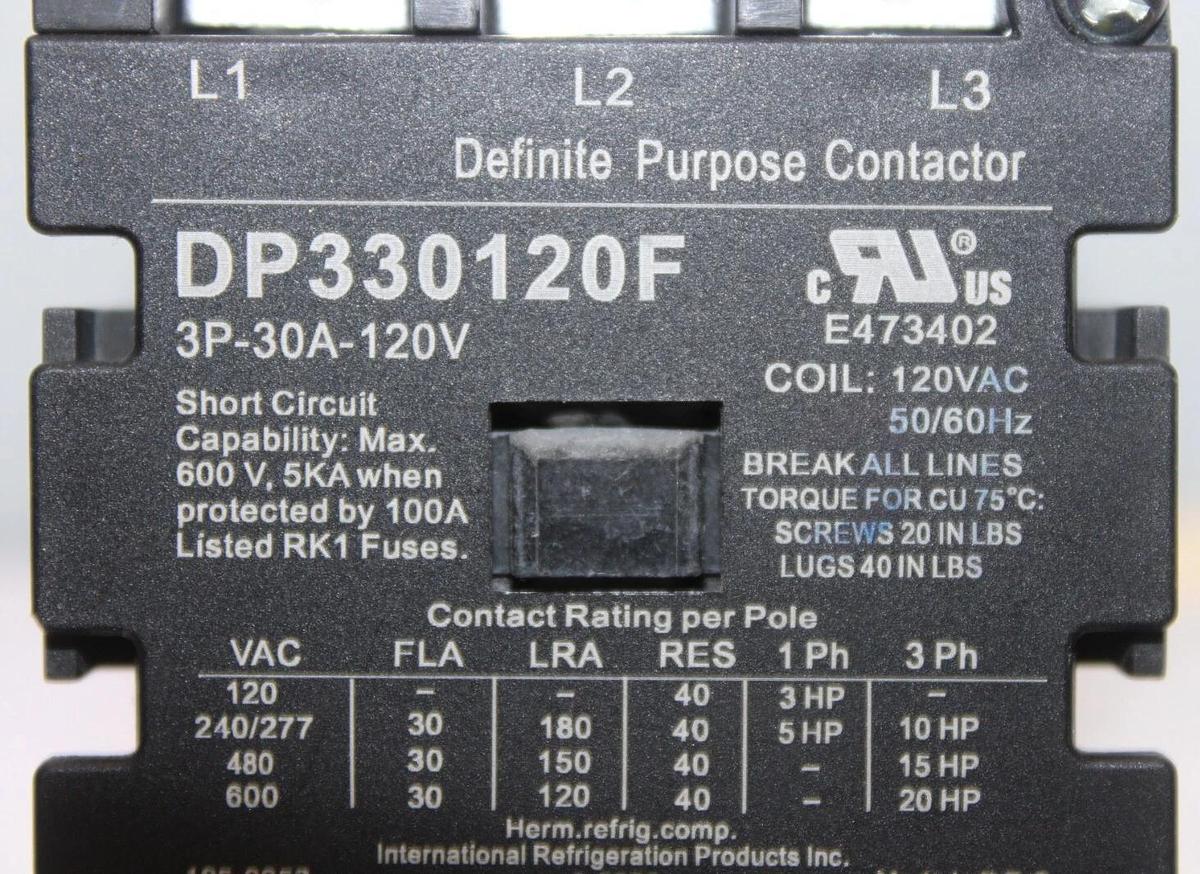 L1 L2 L3
Definite Purpose Contactor
DP330120F
3P-30A-120V
Short Circuit
Capability: Max.
600 V, 5KA when
protected by 100A
Listed RK1 Fuses.
C RU ® US
E473402
COIL: 120VAC
50/60Hz
BREAK ALL LINES
TORQUE FOR CU 75°C:
SCREWS 20 IN LBS
LUGS 40 IN LBS
Contact Rating per Pole
VAC FLA LRA RES 1 Ph 3 Ph
120 – – 40 3 HP –
240/277 30 180 40 5 HP 10 HP
480 30 150 40 – 15 HP
600 30 120 40 – 20 HP
Herm.refrig.comp.
International Refrigeration Products Inc.